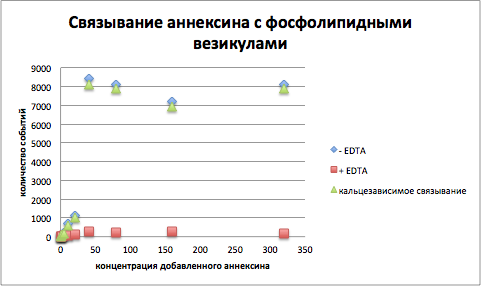 Связывание аннексина с фосфолипидными
везикулами
количество событий
9000
8000
7000
6000
5000
4000
3000
2000
1000
0
0 50 100 150 200 250 300 350
концентрация добавленного аннексина
- EDTA
+ EDTA
кальцезависимое связывание